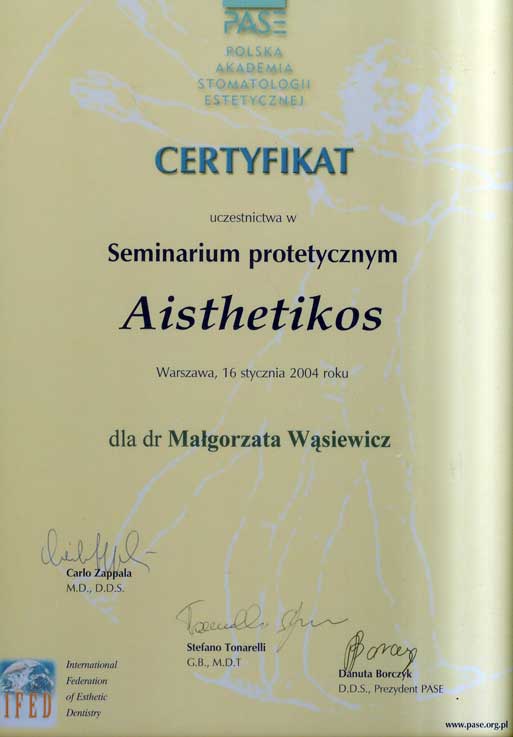 PASE
POLSKA
AKADEMIA
STOMATOLOGII
ESTETYCZNEJ
CERTYFIKAT
uczestnictwa w
Seminarium protetycznym
Aisthetikos
Warszawa, 16 stycznia 2004 roku
dla dr Małgorzata Wąsiewicz
Carlo Zappala
M.D., D.D.S.
Stefano Tonarelli
G.B., M.D.T
Danuta Borczyk
D.D.S., Prezydent PASE
IFED
International
Federation
of Esthetic
Dentistry
www.pase.org.pl